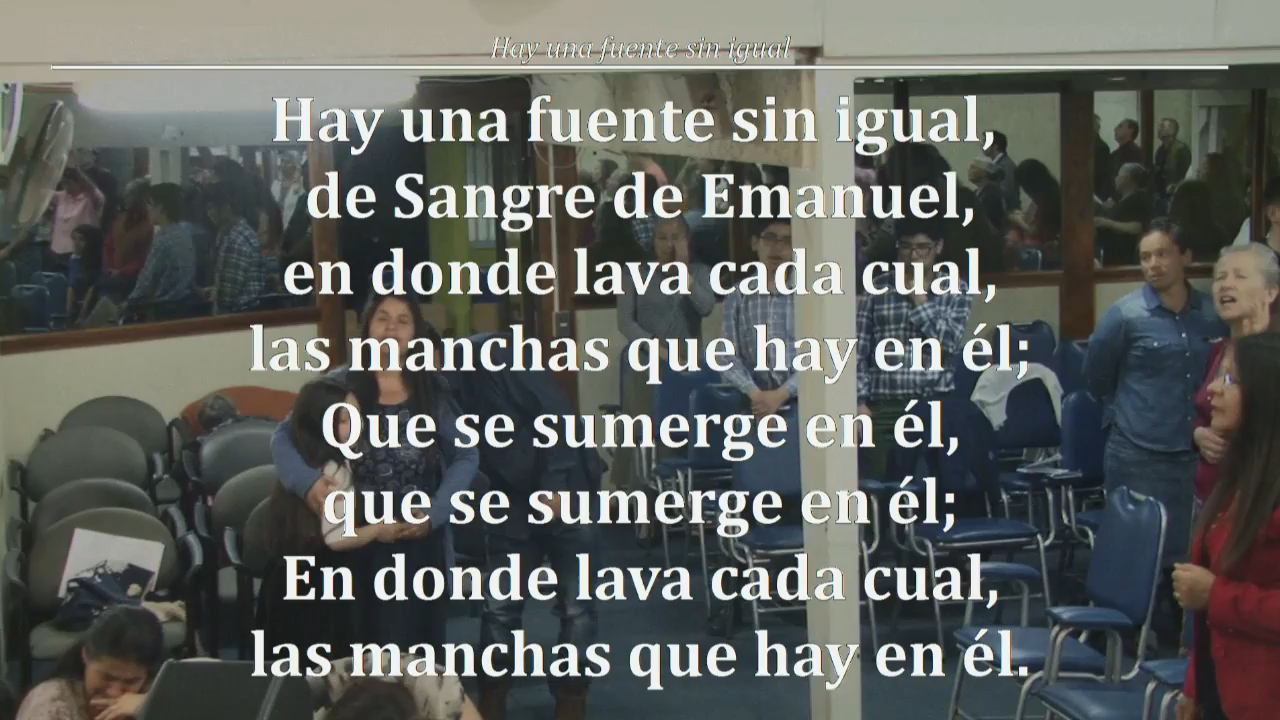 Hay una fuente sin igual
Hay una fuente sin igual,
de Sangre de Emanuel,
en donde lava cada cual,
las manchas que hay en él;
Que se sumerge en él,
que se sumerge en él;
En donde lava cada cual,
las manchas que hay en él.